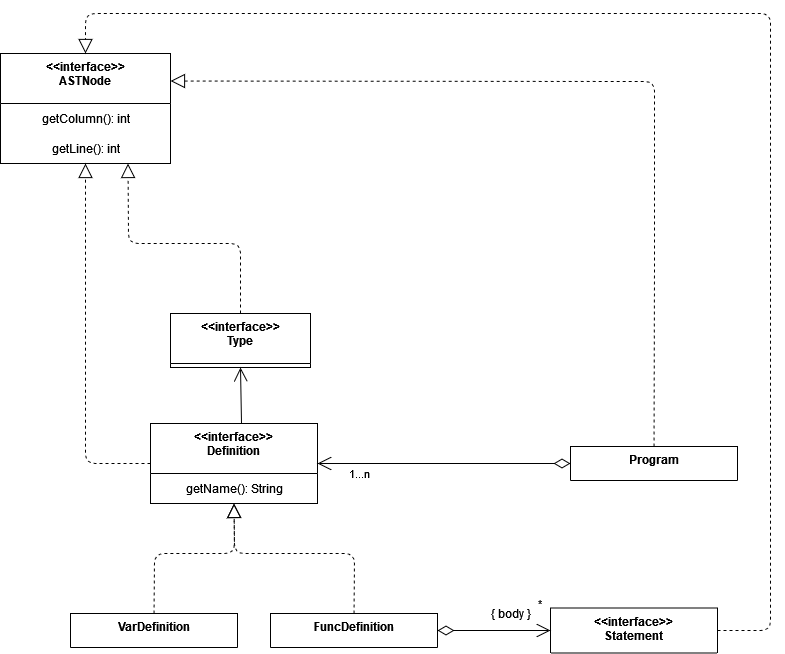 <<interface>>
ASTNode
getColumn(): int
getLine(): int
<<interface>>
Type
<<interface>>
Definition
getName(): String
1...n
Program
VarDefinition
FuncDefinition
{ body }
*
<<interface>>
Statement